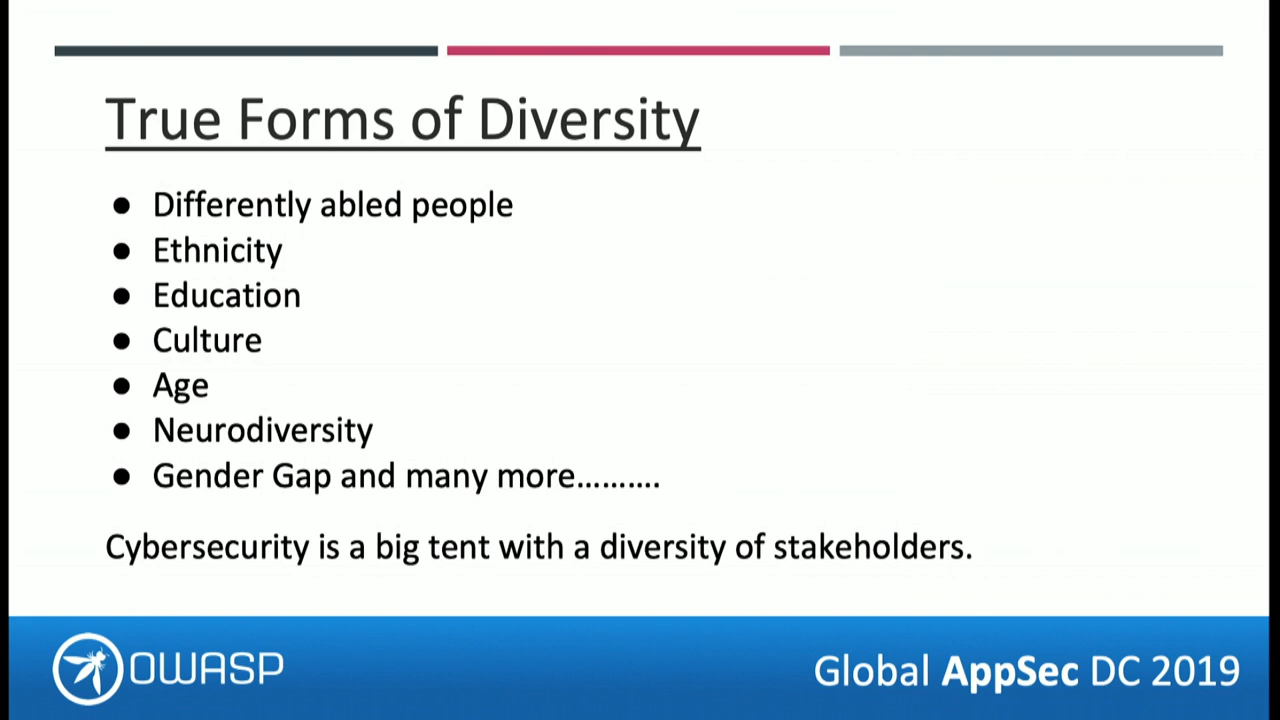 True Forms of Diversity
● Differently abled people
● Ethnicity
● Education
● Culture
● Age
● Neurodiversity
● Gender Gap and many more……….
Cybersecurity is a big tent with a diversity of stakeholders.
OWASP
Global AppSec DC 2019